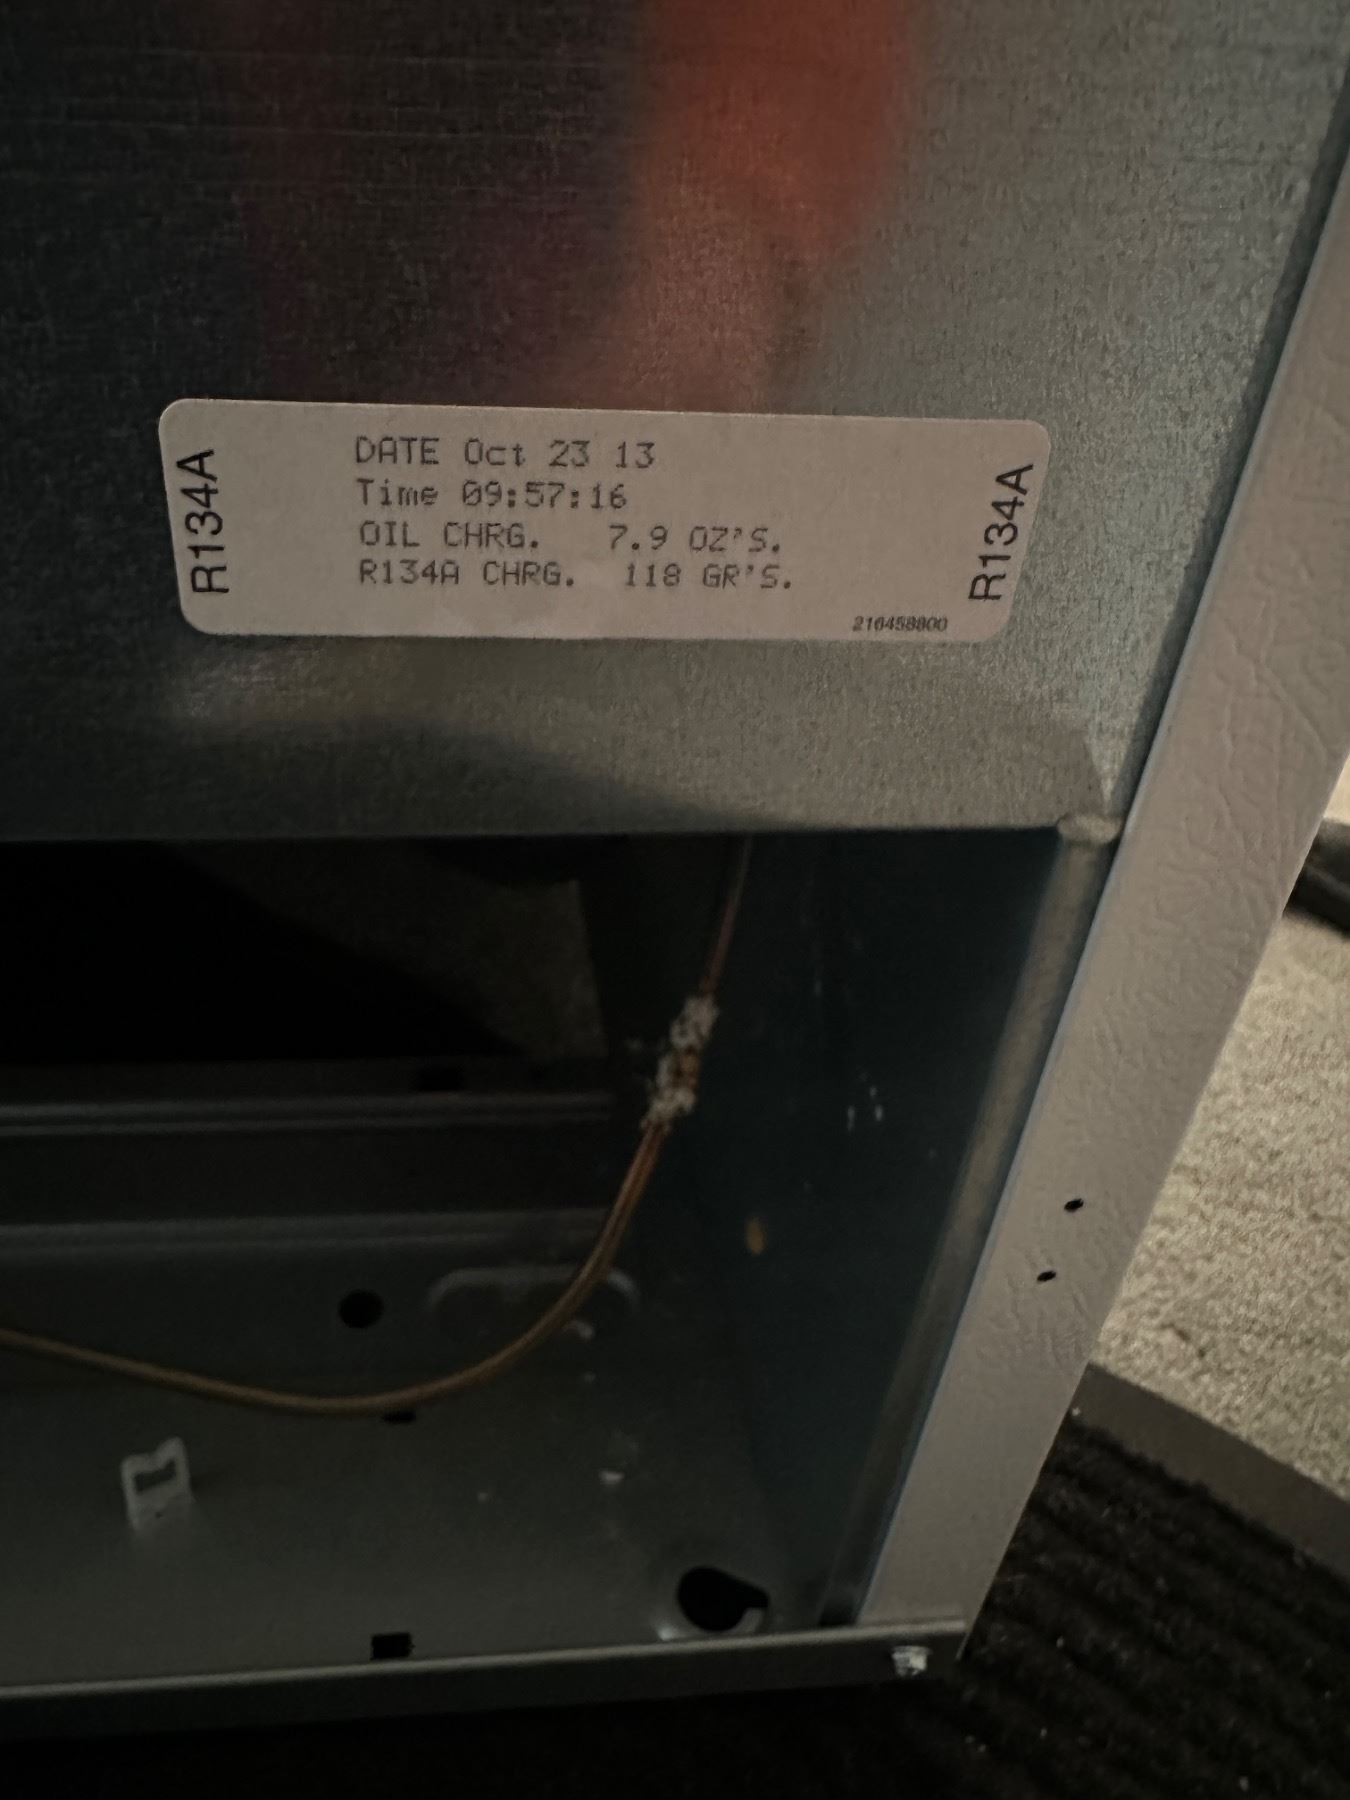 R134A
DATE Oct 23 13
Time 09:57:16
OIL CHRG. 7.9 OZ'S.
R134A CHRG. 118 GR'S.
R134A
216458800